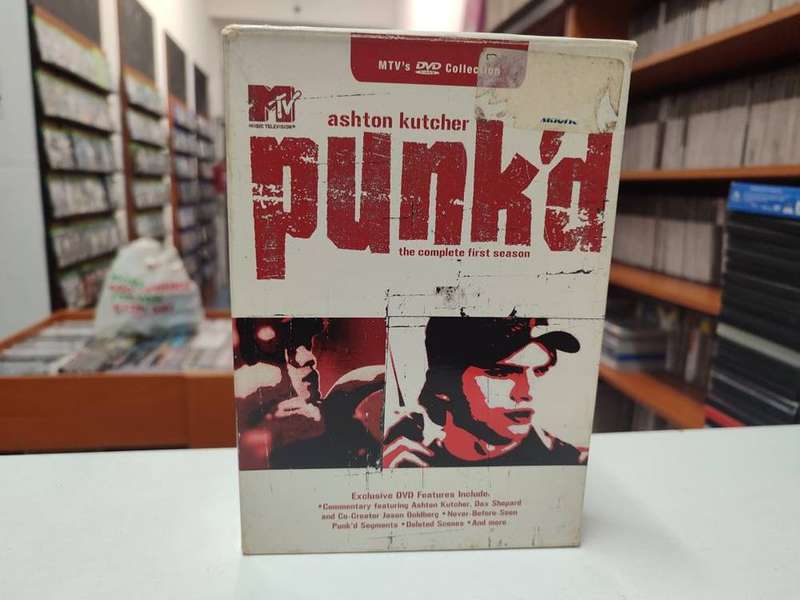 MTV's DVD Collection
VIDEO
MTV
MUSIC TELEVISION®
ashton kutcher
punk'd
the complete first season
Exclusive DVD Features Include:
•Commentary featuring Ashton Kutcher, Dax Shepard
and Co-Creator Jason Goldberg •Never-Before-Seen
Punk'd Segments •Deleted Scenes •And more